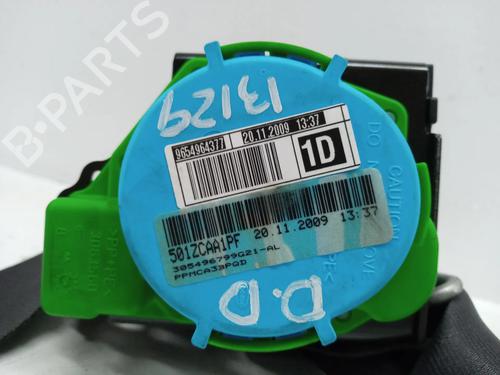 B-PARTS
13129
9654964377 20.11.2009 13:37
1D
501ZCAA1PF 20.11.2009 13:37
305496799G21-AL
PPMCA33PGD
D.D
CAUTION